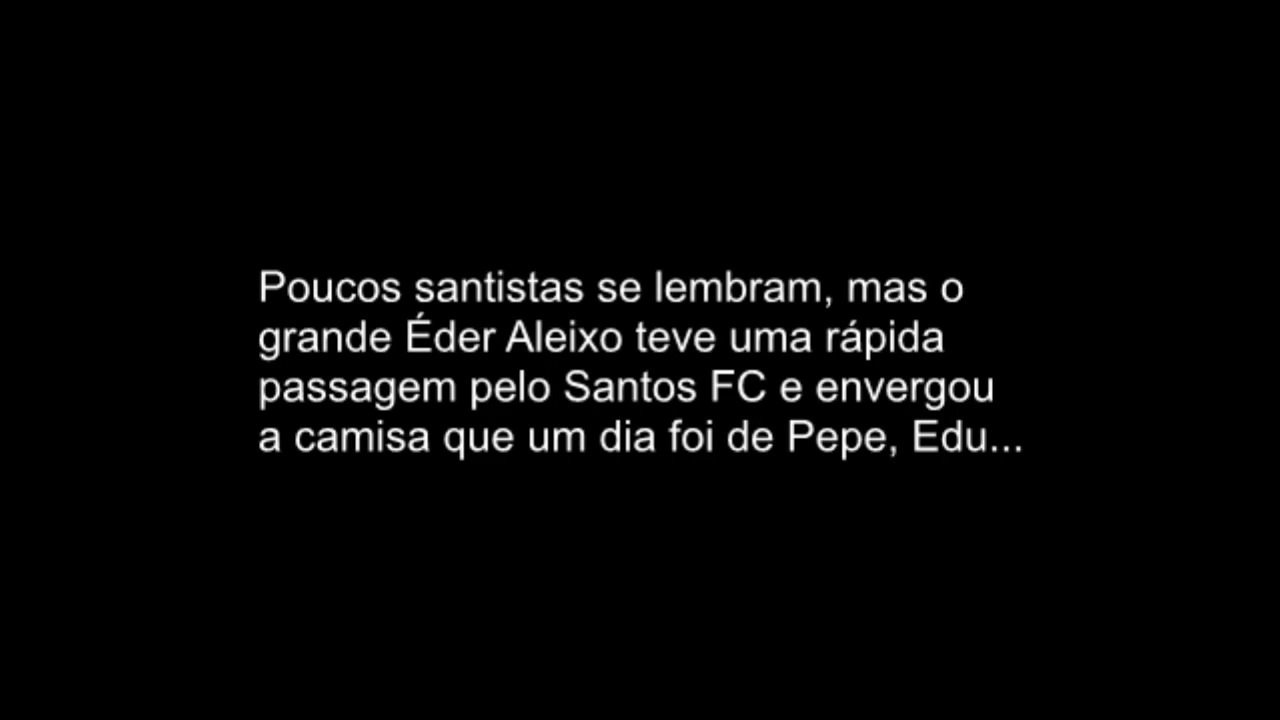 Poucos santistas se lembram, mas o
grande Éder Aleixo teve uma rápida
passagem pelo Santos FC e envergou
a camisa que um dia foi de Pepe, Edu...